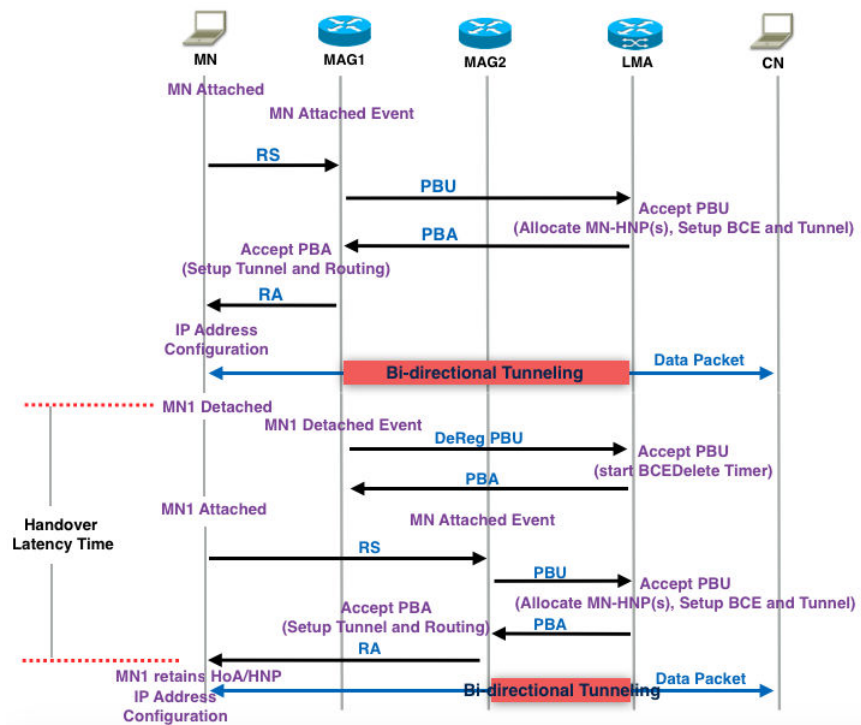 MN
MAG1
MAG2
LMA
CN
MN Attached
MN Attached Event
RS
PBU
Accept PBU
(Allocate MN-HNP(s), Setup BCE and Tunnel)
PBA
Accept PBA
(Setup Tunnel and Routing)
RA
IP Address
Configuration
Bi-directional Tunneling
Data Packet
MN1 Detached
MN1 Detached Event
DeReg PBU
Accept PBU
(start BCEDelete Timer)
PBA
MN1 Attached
MN Attached Event
Handover
Latency Time
RS
PBU
Accept PBU
(Allocate MN-HNP(s), Setup BCE and Tunnel)
Accept PBA
(Setup Tunnel and Routing)
PBA
RA
MN1 retains HoA/HNP
IP Address
Configuration
Bi-directional Tunneling
Data Packet